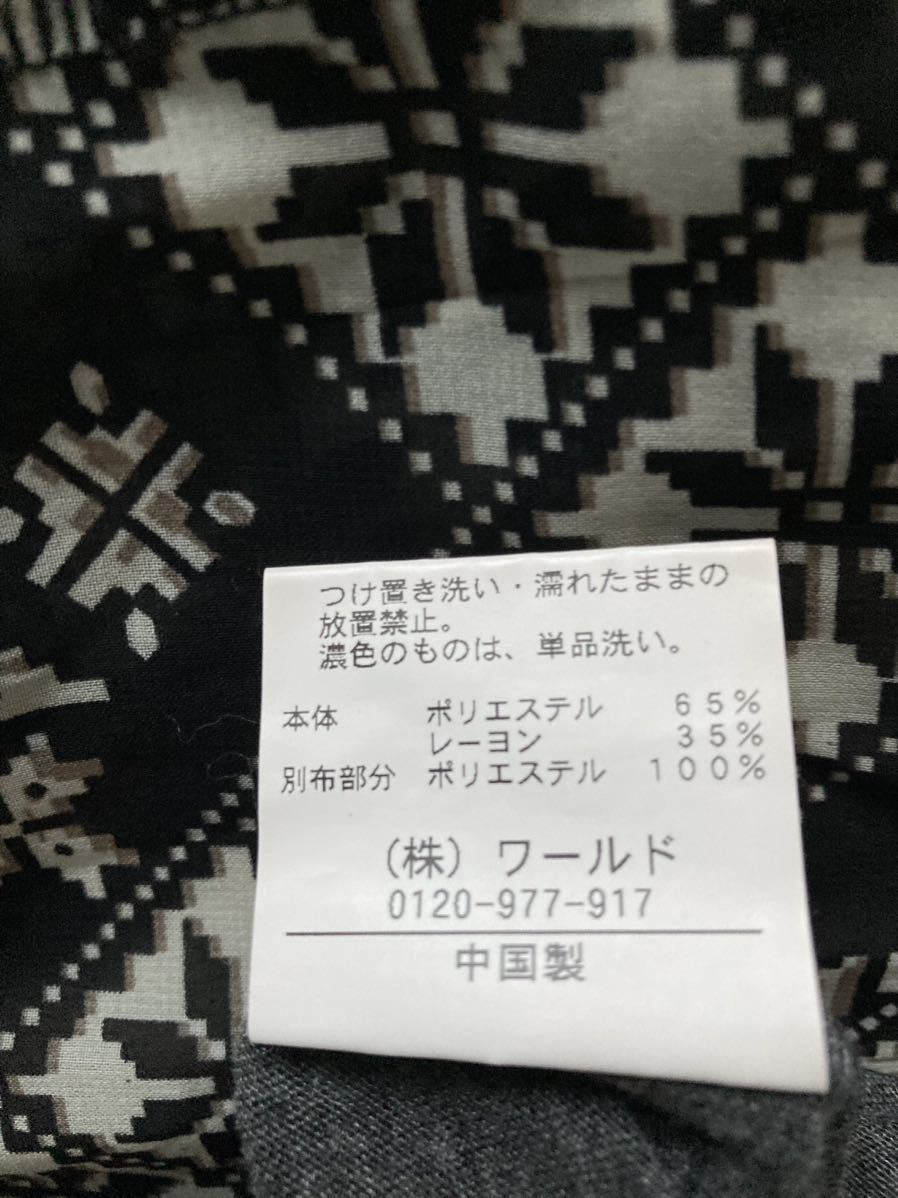 つけ置き洗い・濡れたままの
放置禁止。
濃色のものは、単品洗い。
本体 ポリエステル 65%
レーヨン 35%
別布部分 ポリエステル 100%
(株) ワールド
0120-977-917
中国製